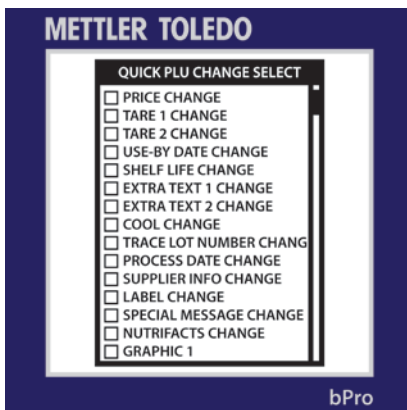 METTLER TOLEDO
QUICK PLU CHANGE SELECT
PRICE CHANGE
TARE 1 CHANGE
TARE 2 CHANGE
USE-BY DATE CHANGE
SHELF LIFE CHANGE
EXTRA TEXT 1 CHANGE
EXTRA TEXT 2 CHANGE
COOL CHANGE
TRACE LOT NUMBER CHANG
PROCESS DATE CHANGE
SUPPLIER INFO CHANGE
LABEL CHANGE
SPECIAL MESSAGE CHANGE
NUTRIFACTS CHANGE
GRAPHIC 1
bPro